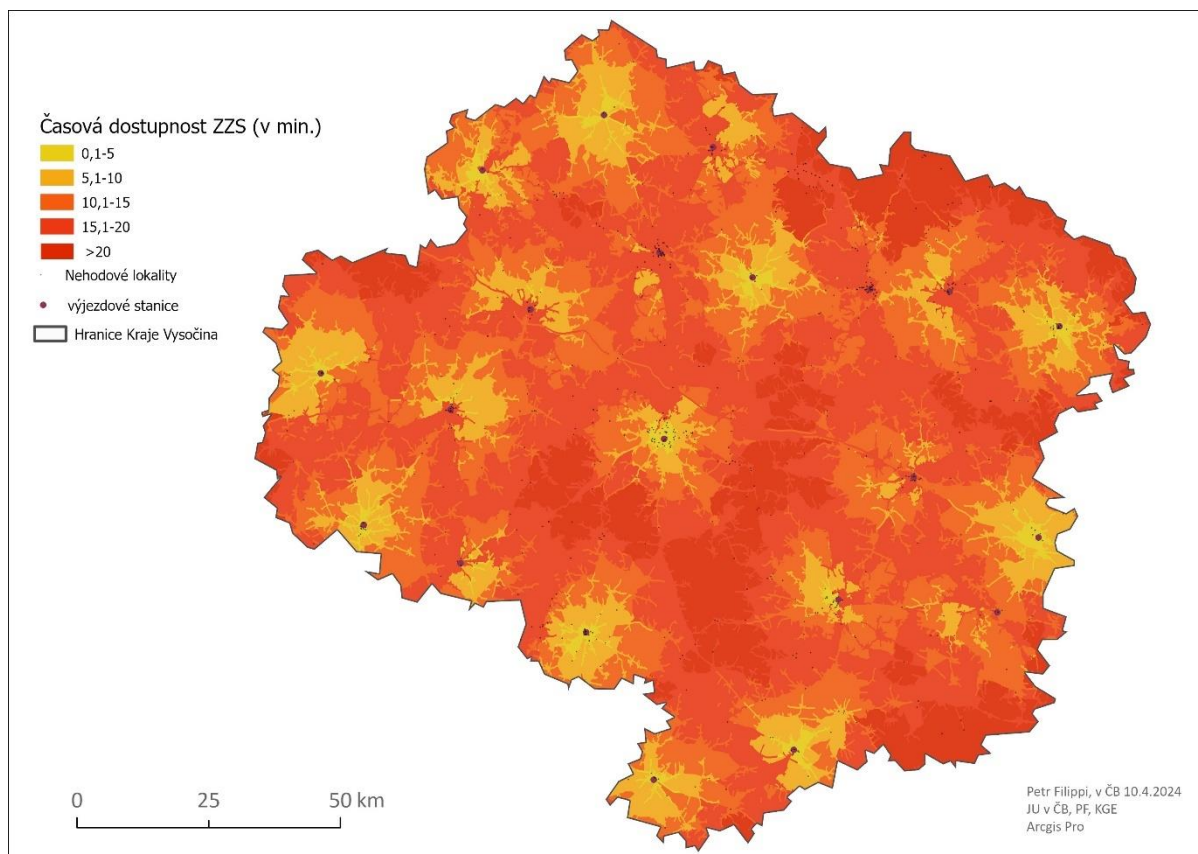 Časová dostupnost ZZS (v min.)
0,1-5
5,1-10
10,1-15
15,1-20
>20
Nehodové lokality
výjezdové stanice
Hranice Kraje Vysočina
0 25 50 km
Petr Filippi, v ČB 10.4.2024
JU v ČB, PF, KGE
Arcgis Pro